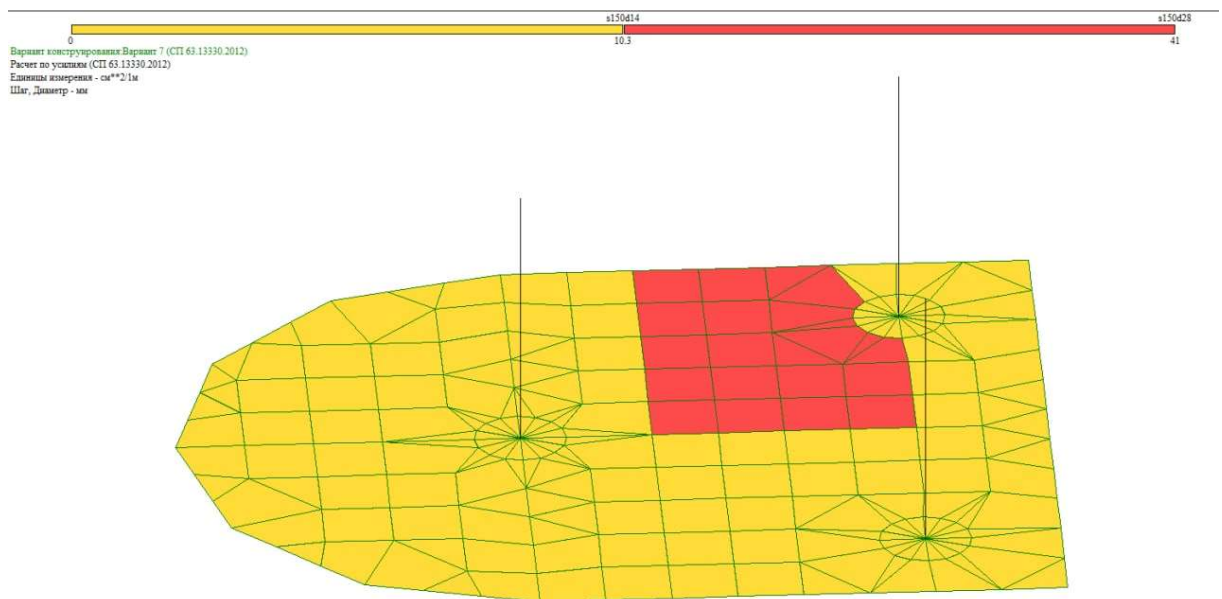 s150d14 s150d28
0 10.3 41
Вариант конструирования:Вариант 7 (СП 63.13330.2012)
Расчет по усилиям (СП 63.13330.2012)
Единицы измерения - см**2/1м
Шаг, Диаметр - мм